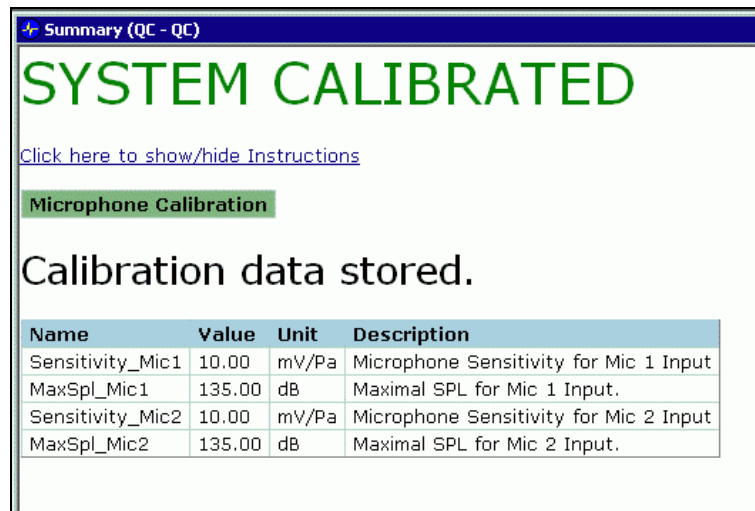 Summary (QC - QC)
SYSTEM CALIBRATED
Click here to show/hide Instructions
Microphone Calibration
Calibration data stored.
Name Value Unit Description
Sensitivity_Mic1 10.00 mV/Pa Microphone Sensitivity for Mic 1 Input
MaxSpl_Mic1 135.00 dB Maximal SPL for Mic 1 Input.
Sensitivity_Mic2 10.00 mV/Pa Microphone Sensitivity for Mic 2 Input
MaxSpl_Mic2 135.00 dB Maximal SPL for Mic 2 Input.